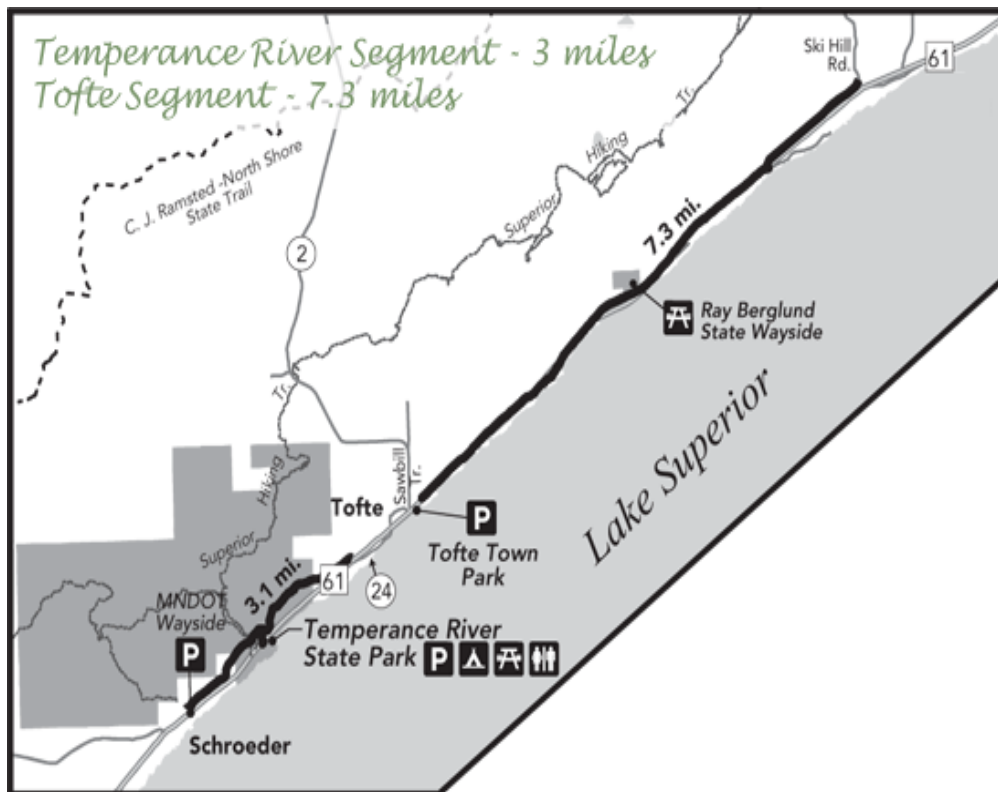 Temperance River Segment - 3 miles
Tofte Segment - 7.3 miles
Ski Hill
Rd.
61
C. J. Ramsted -North Shore
State Trail
2
Superior
Hiking
Tr.
7.3 mi.
Ray Berglund
State Wayside
Lake Superior
Tr.
Hiking
Superior
Sawbill
Tr.
Tofte
P
Tofte Town
Park
61
24
3.1 mi.
MNDOT
Wayside
P
Temperance River
State Park P
Schroeder